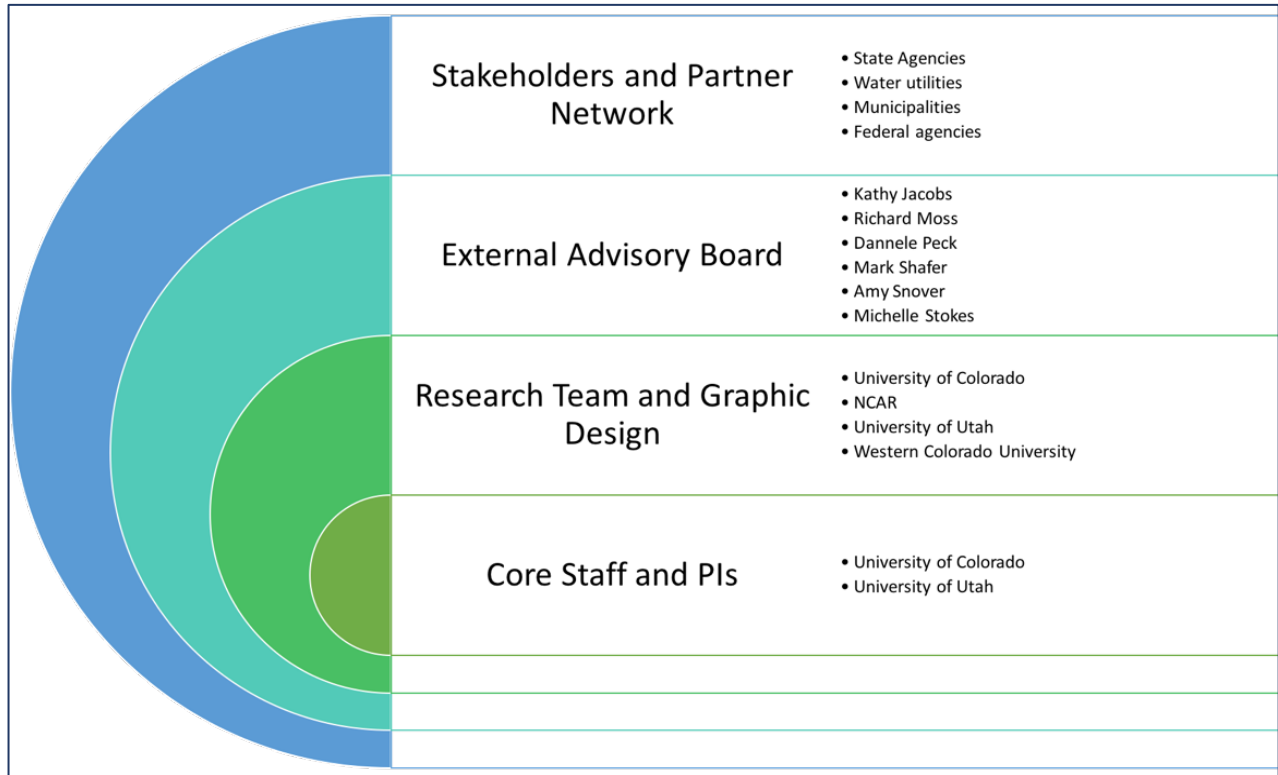 Stakeholders and Partner
Network
• State Agencies
• Water utilities
• Municipalities
• Federal agencies
External Advisory Board
• Kathy Jacobs
• Richard Moss
• Dannele Peck
• Mark Shafer
• Amy Snover
• Michelle Stokes
Research Team and Graphic
Design
• University of Colorado
• NCAR
• University of Utah
• Western Colorado University
Core Staff and PIs
• University of Colorado
• University of Utah